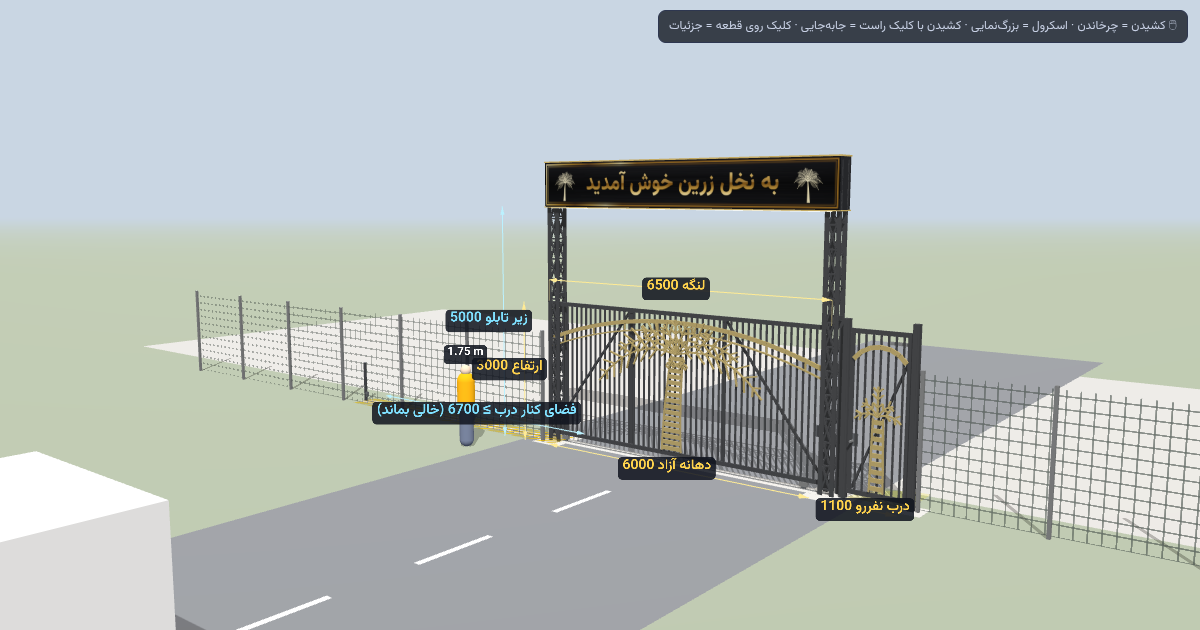 کشیدن = چرخاندن · اسکرول = بزرگ‌نمایی · کشیدن با کلیک راست = جابه‌جایی · کلیک روی قطعه = جزئیات
به نخل زرین خوش آمدید
لنگه 6500
زیر تابلو 5000
1.75 m
ارتفاع 3000
فضای کنار درب ≥ 6700 (خالی بماند)
دهانه آزاد 6000
درب نفررو 1100